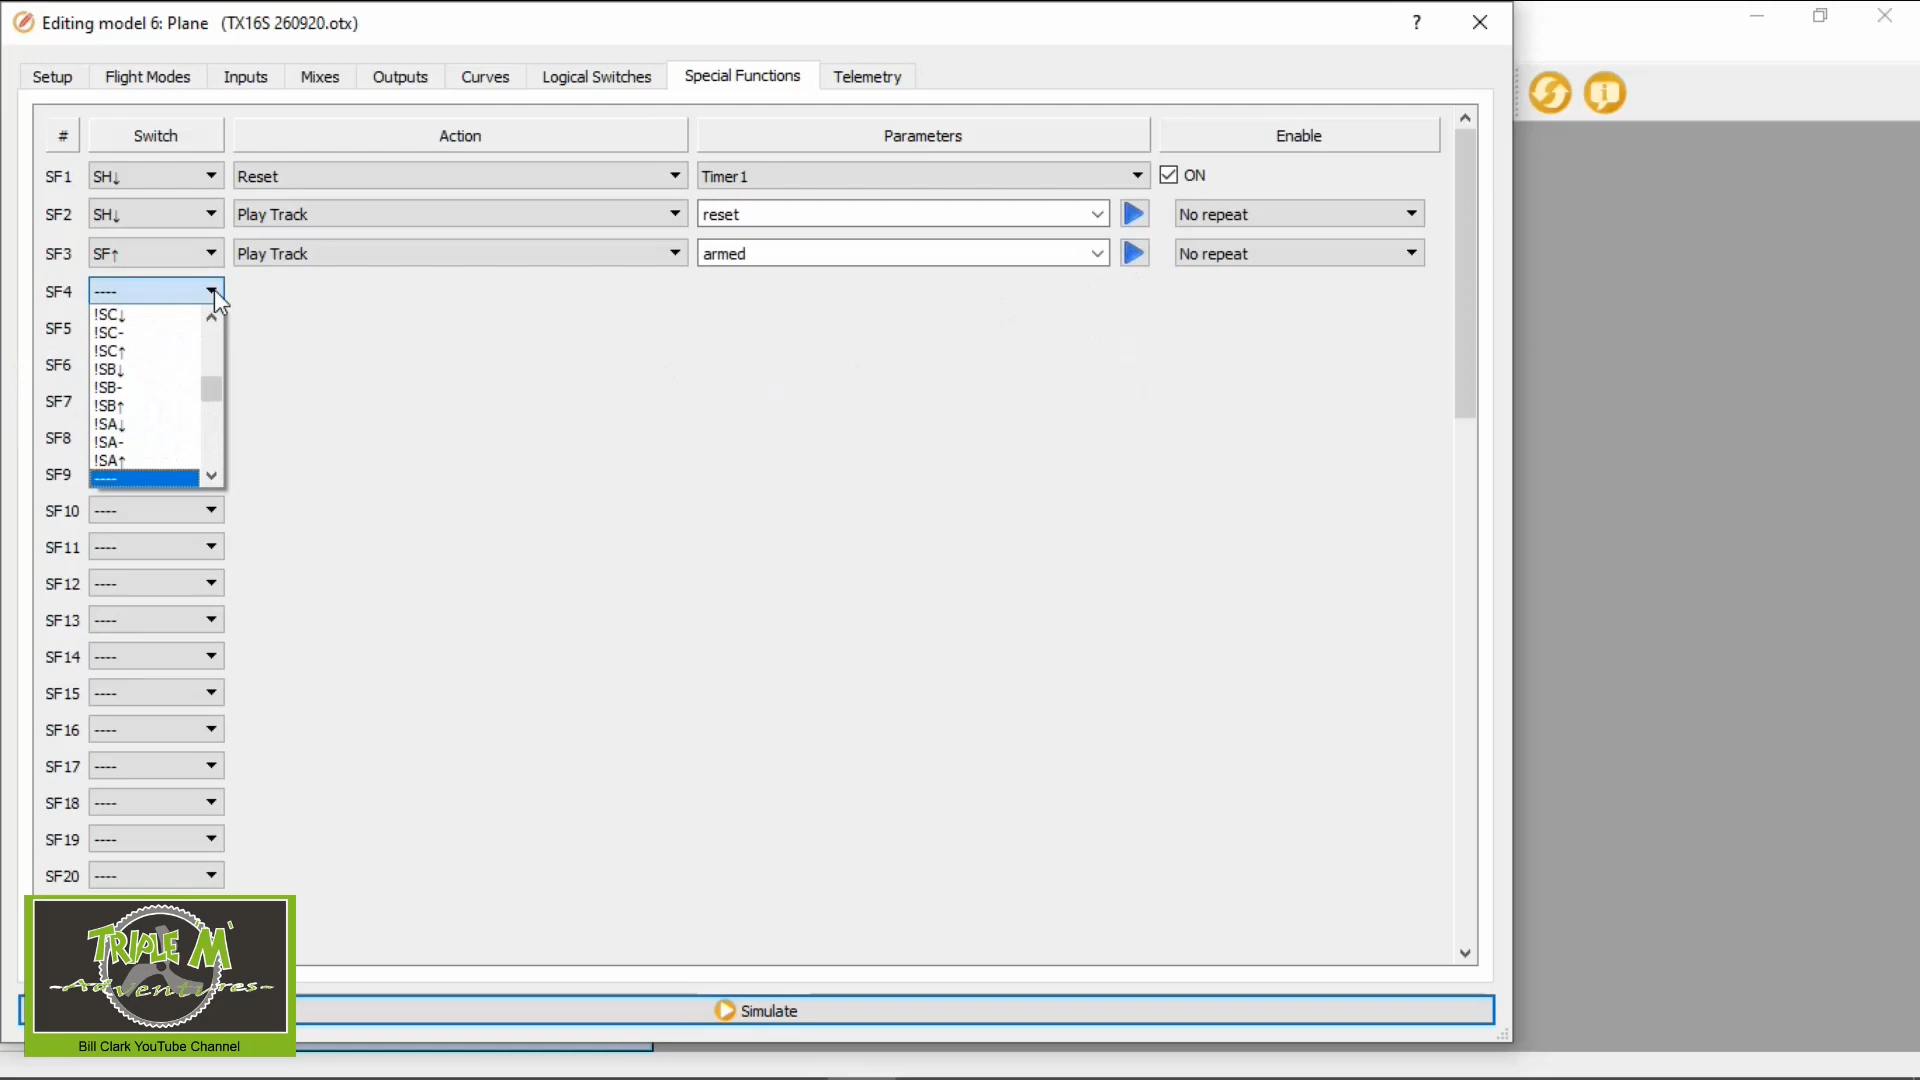 Editing model 6: Plane (TX16S 260920.otx)
?
Setup Flight Modes Inputs Mixes Outputs Curves Logical Switches Special Functions Telemetry
# Switch Action Parameters Enable
SF1 SH↓ Reset Timer1 ON
SF2 SH↓ Play Track reset No repeat
SF3 SF↑ Play Track armed No repeat
SF4 ----
!SC↓
SF5 !SC-
!SC↑
SF6 !SB↓
!SB-
SF7 !SB↑
!SA↓
SF8 !SA-
!SA↑
SF9 ----
SF10 ----
SF11 ----
SF12 ----
SF13 ----
SF14 ----
SF15 ----
SF16 ----
SF17 ----
SF18 ----
SF19 ----
SF20 ----
TRIPLE M
-Adventures-
Simulate
Bill Clark YouTube Channel